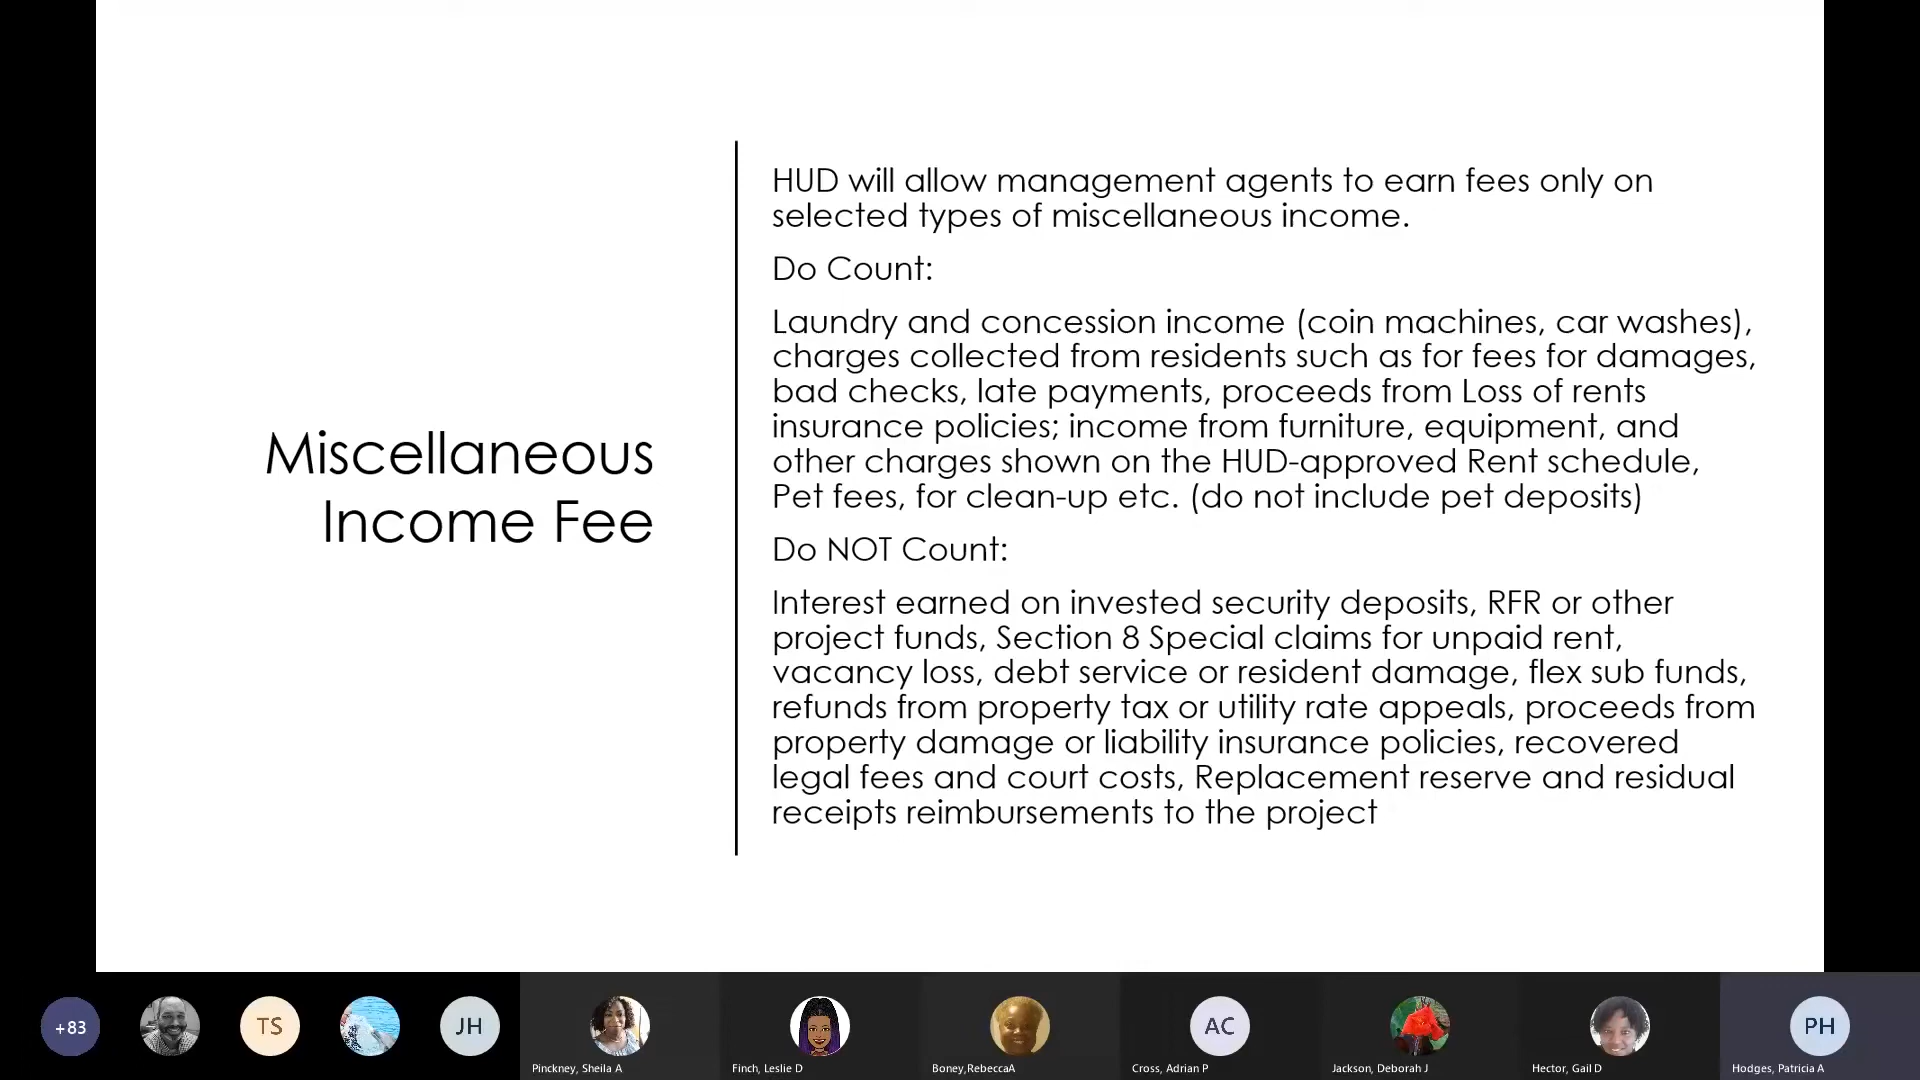 Miscellaneous
Income Fee
HUD will allow management agents to earn fees only on
selected types of miscellaneous income.
Do Count:
Laundry and concession income (coin machines, car washes),
charges collected from residents such as for fees for damages,
bad checks, late payments, proceeds from Loss of rents
insurance policies; income from furniture, equipment, and
other charges shown on the HUD-approved Rent schedule,
Pet fees, for clean-up etc. (do not include pet deposits)
Do NOT Count:
Interest earned on invested security deposits, RFR or other
project funds, Section 8 Special claims for unpaid rent,
vacancy loss, debt service or resident damage, flex sub funds,
refunds from property tax or utility rate appeals, proceeds from
property damage or liability insurance policies, recovered
legal fees and court costs, Replacement reserve and residual
receipts reimbursements to the project
+83
TS
JH
AC
PH
Pinckney, Sheila A
Finch, Leslie D
Boney,RebeccaA
Cross, Adrian P
Jackson, Deborah J
Hector, Gail D
Hodges, Patricia A